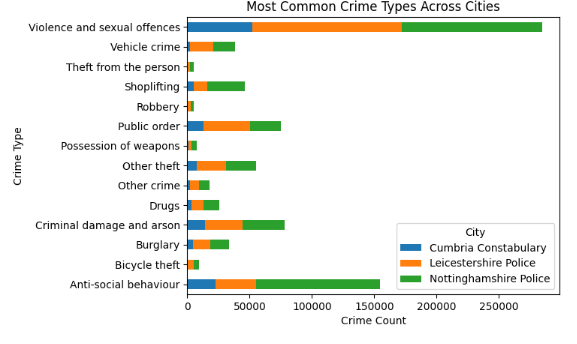 Most Common Crime Types Across Cities
Crime Type
Violence and sexual offences
Vehicle crime
Theft from the person
Shoplifting
Robbery
Public order
Possession of weapons
Other theft
Other crime
Drugs
Criminal damage and arson
Burglary
Bicycle theft
Anti-social behaviour
City
Cumbria Constabulary
Leicestershire Police
Nottinghamshire Police
0 50000 100000 150000 200000 250000
Crime Count